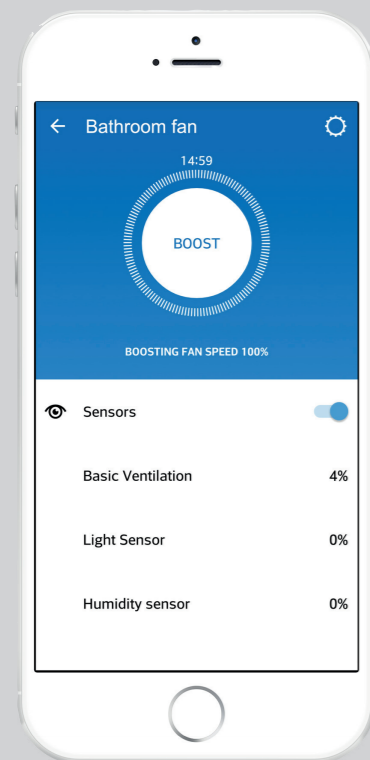 Bathroom fan
14:59
BOOST
BOOSTING FAN SPEED 100%
Sensors
Basic Ventilation 4%
Light Sensor 0%
Humidity sensor 0%